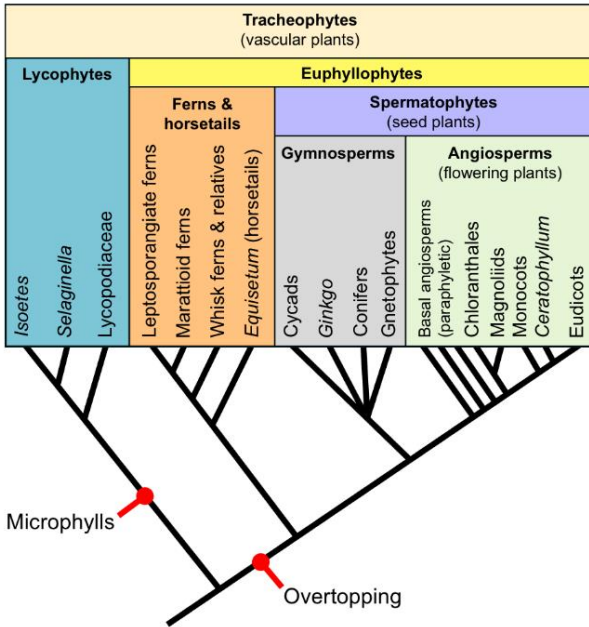 Tracheophytes
(vascular plants)
Lycophytes
Euphyllophytes
Ferns &
horsetails
Spermatophytes
(seed plants)
Gymnosperms
Angiosperms
(flowering plants)
Isoetes
Selaginella
Lycopodiaceae
Leptosporangiate ferns
Marattioid ferns
Whisk ferns & relatives
Equisetum (horsetails)
Cycads
Ginkgo
Conifers
Gnetophytes
Basal angiosperms
(paraphyletic)
Chloranthales
Magnoliids
Monocots
Ceratophyllum
Eudicots
Microphylls
Overtopping